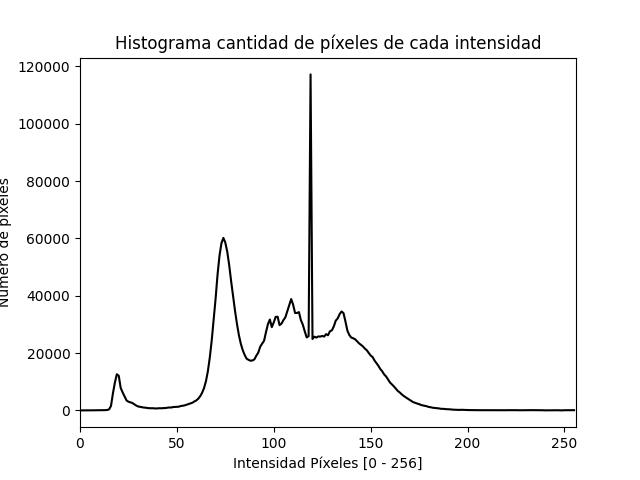 Histograma cantidad de píxeles de cada intensidad
120000
100000
80000
60000
40000
20000
0
Número de píxeles
0 50 100 150 200 250
Intensidad Píxeles [0 - 256]